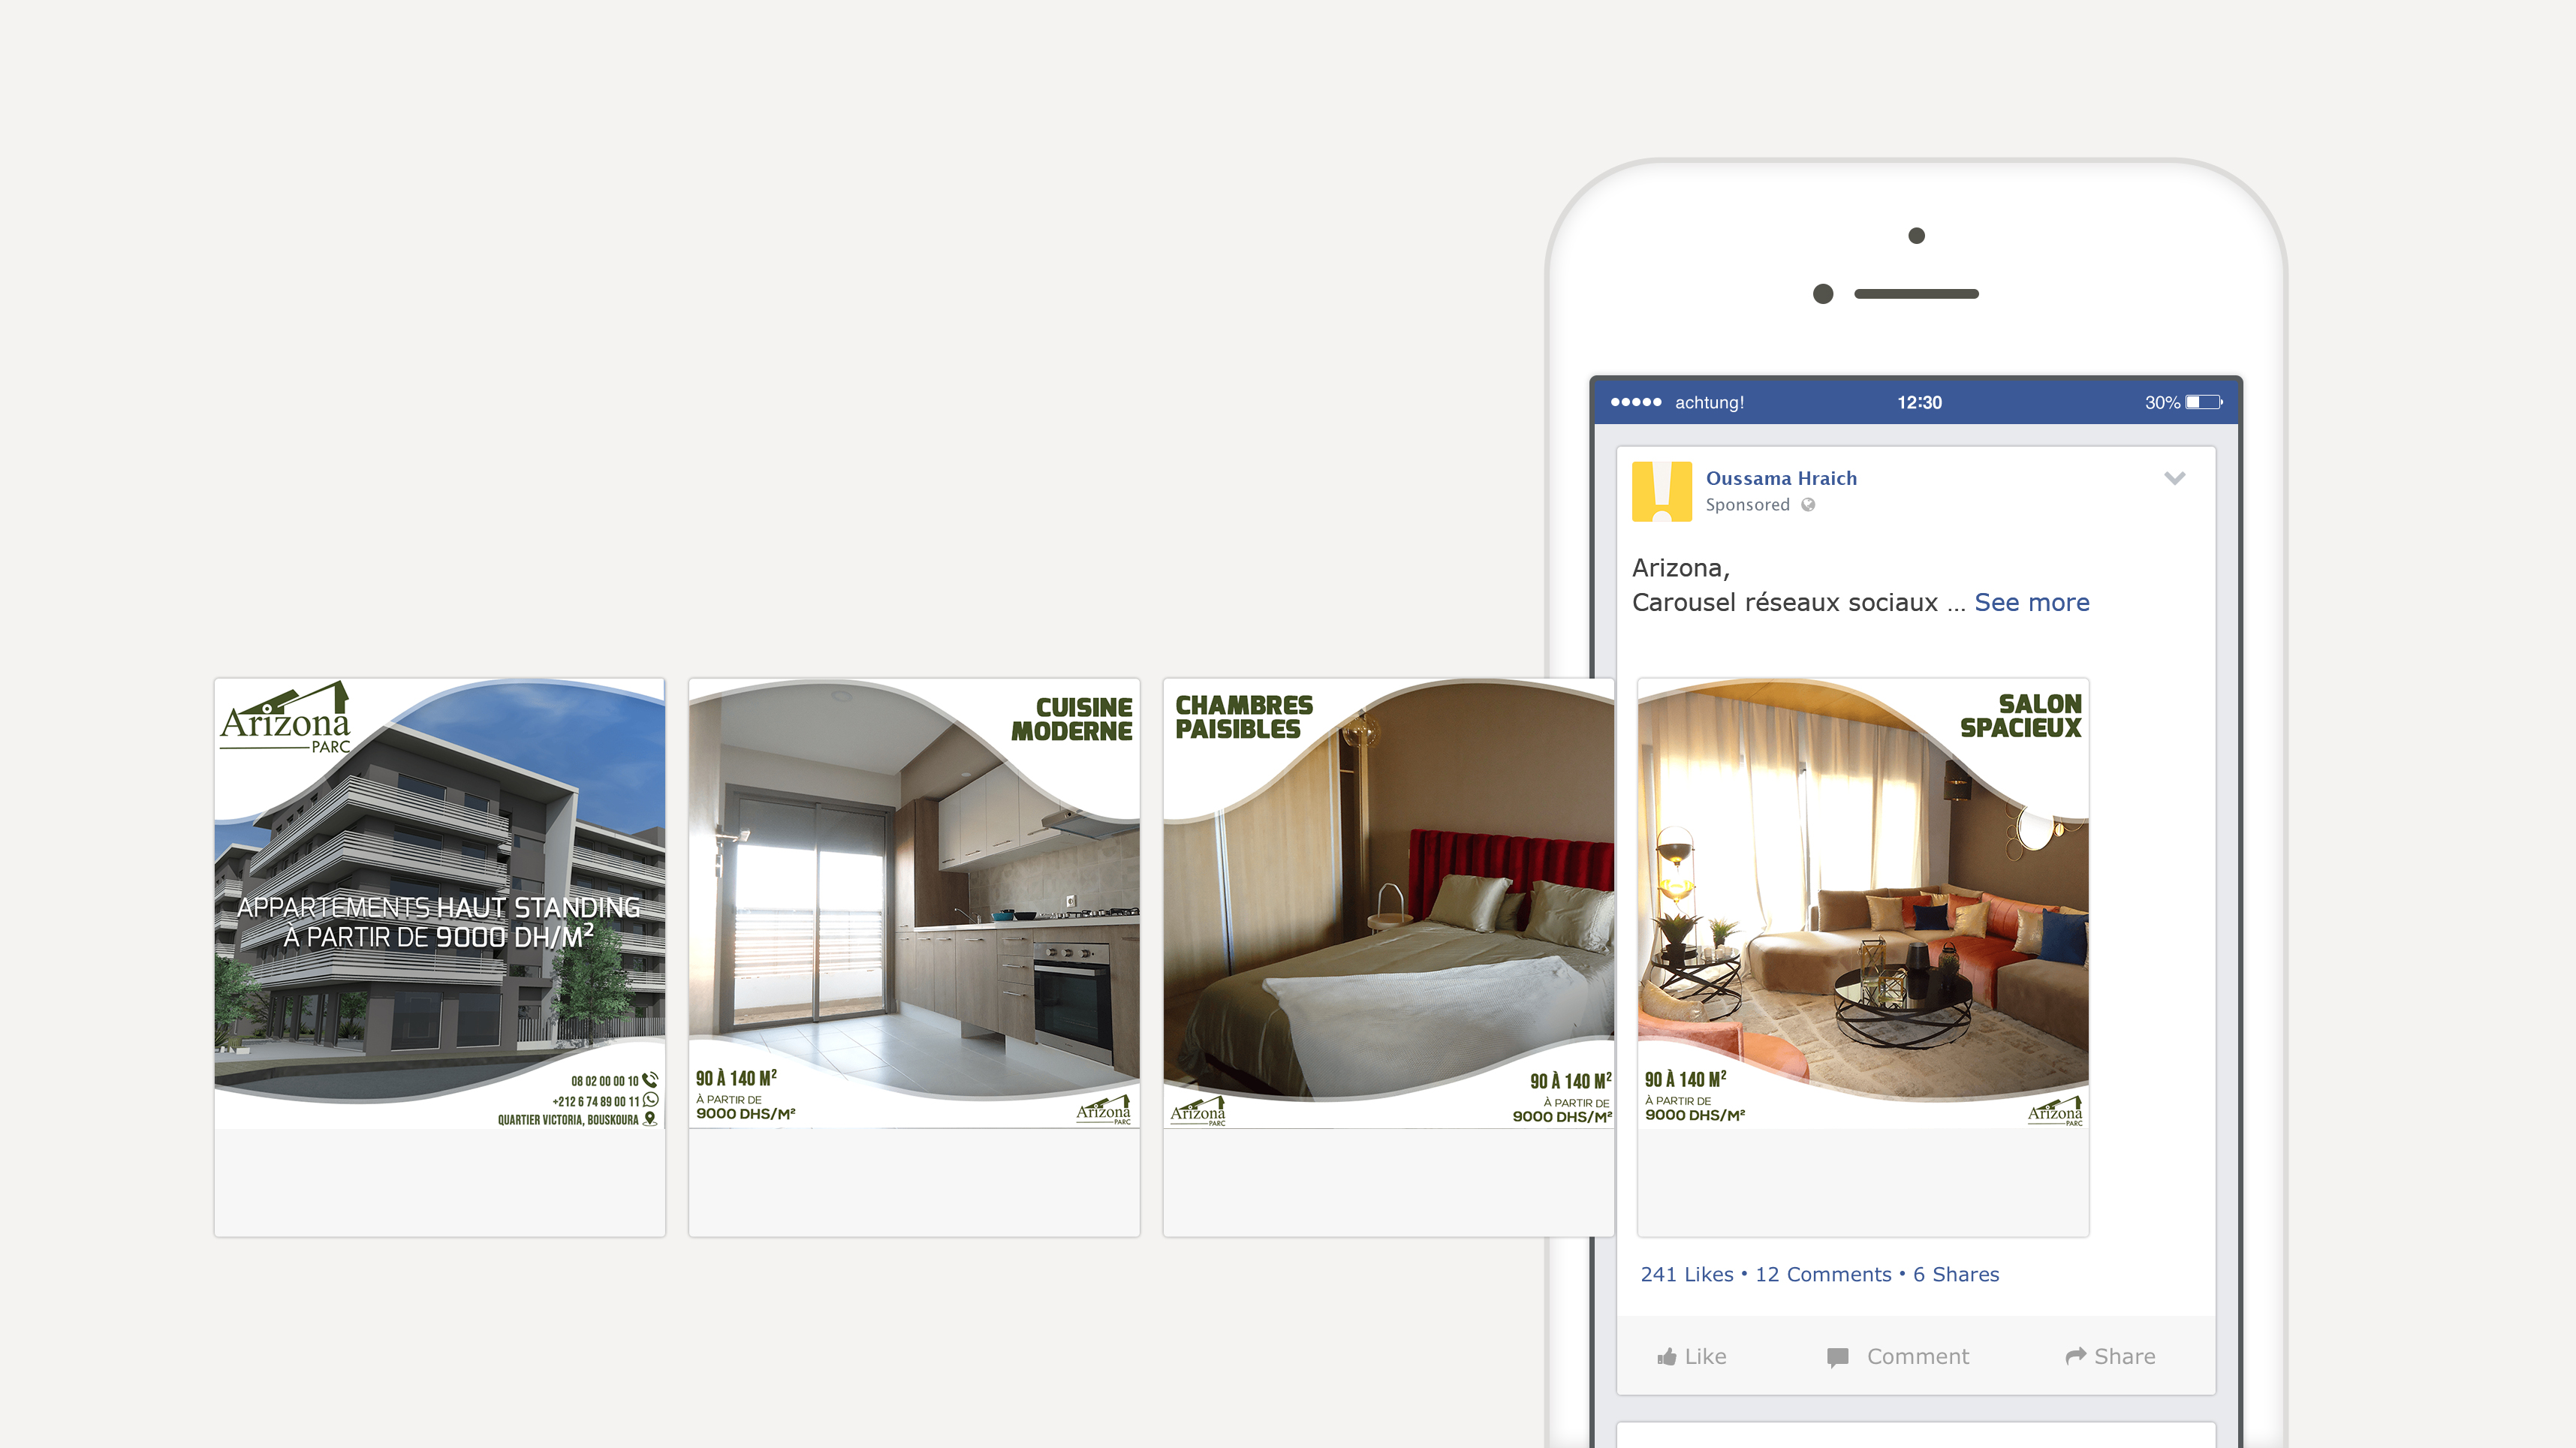 achtung!
12:30
30%
Oussama Hraich
Sponsored
Arizona,
Carousel réseaux sociaux ... See more
Arizona
PARC
APPARTEMENTS HAUT STANDING
À PARTIR DE 9000 DH/M²
08 02 00 00 10
+212 6 74 89 00 11
QUARTIER VICTORIA, BOUSKOURA
CUISINE
MODERNE
90 À 140 M²
À PARTIR DE
9000 DHS/M²
Arizona
PARC
CHAMBRES
PAISIBLES
Arizona
PARC
90 À 140 M²
À PARTIR DE
9000 DHS/M²
SALON
SPACIEUX
90 À 140 M²
À PARTIR DE
9000 DHS/M²
Arizona
PARC
241 Likes • 12 Comments • 6 Shares
Like
Comment
Share